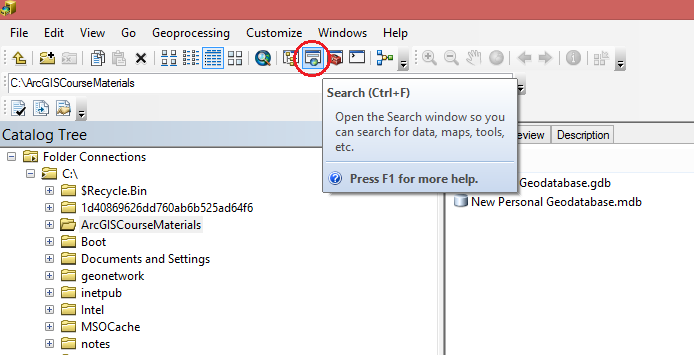 File Edit View Go Geoprocessing Customize Windows Help
C:\ArcGISCourseMaterials
Search (Ctrl+F)
Open the Search window so you
can search for data, maps, tools,
etc.
Press F1 for more help.
Catalog Tree
Description
Folder Connections
C:\
$Recycle.Bin
1d40869626dd760ab6b525ad64f6
ArcGISCourseMaterials
Boot
Documents and Settings
geonetwork
inetpub
Intel
MSOCache
notes
Geodatabase.gdb
New Personal Geodatabase.mdb